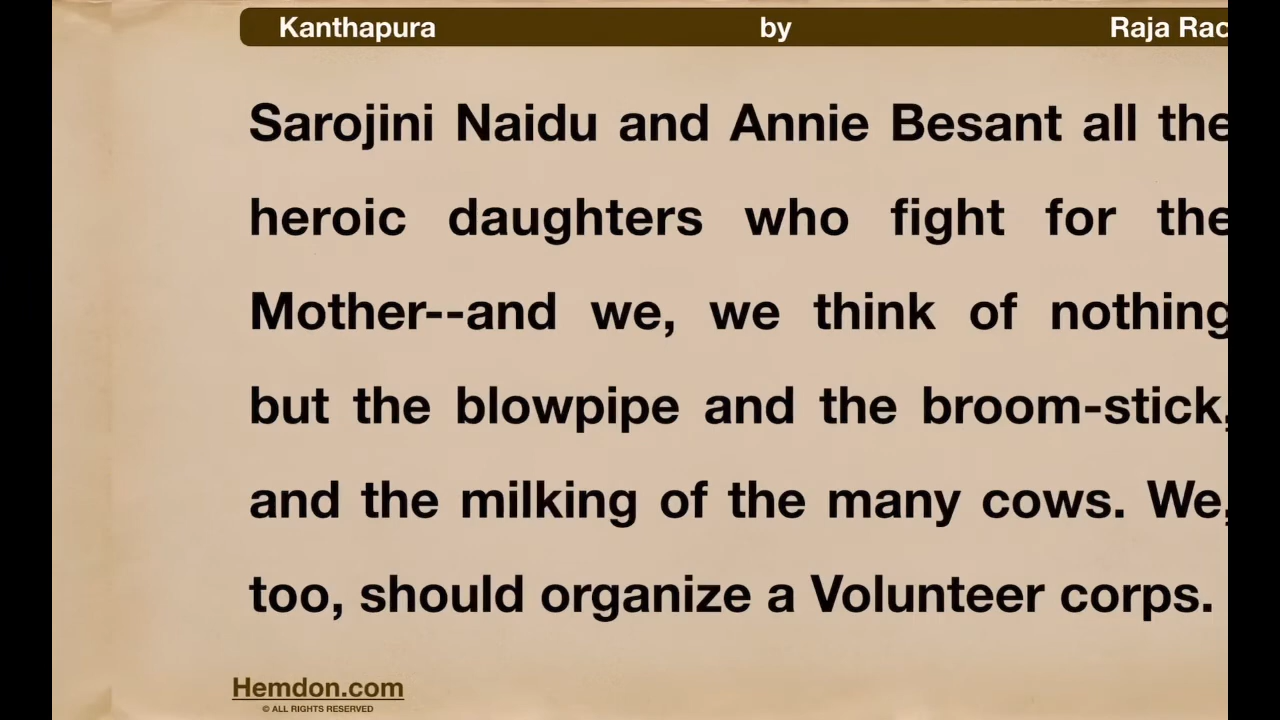 Kanthapura by Raja Rao
Sarojini Naidu and Annie Besant all the
heroic daughters who fight for the
Mother--and we, we think of nothing
but the blowpipe and the broom-stick,
and the milking of the many cows. We,
too, should organize a Volunteer corps.
Hemdon.com
© ALL RIGHTS RESERVED